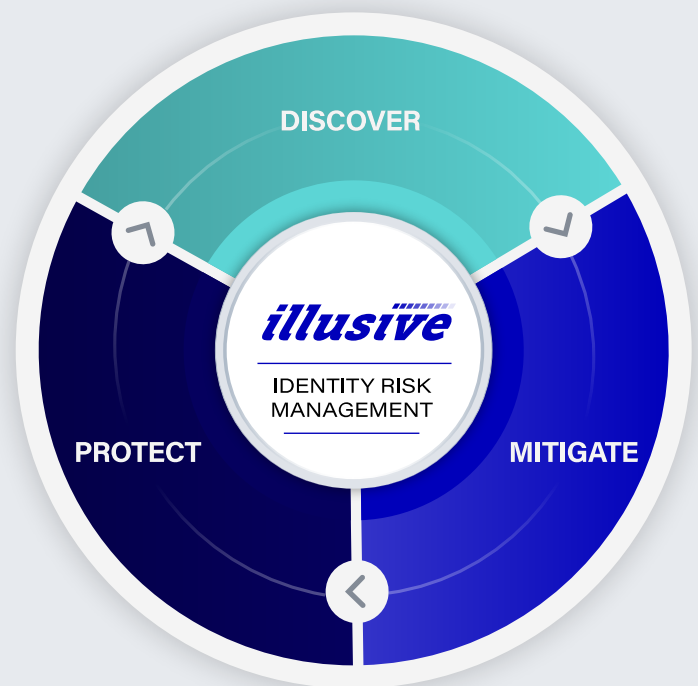 DISCOVER
illusive
IDENTITY RISK
MANAGEMENT
PROTECT
MITIGATE